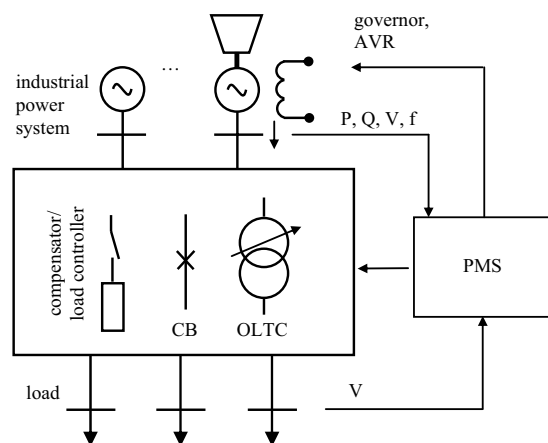 governor,
AVR
...
industrial
power
system
P, Q, V, f
compensator/
load controller
CB
OLTC
PMS
load
V